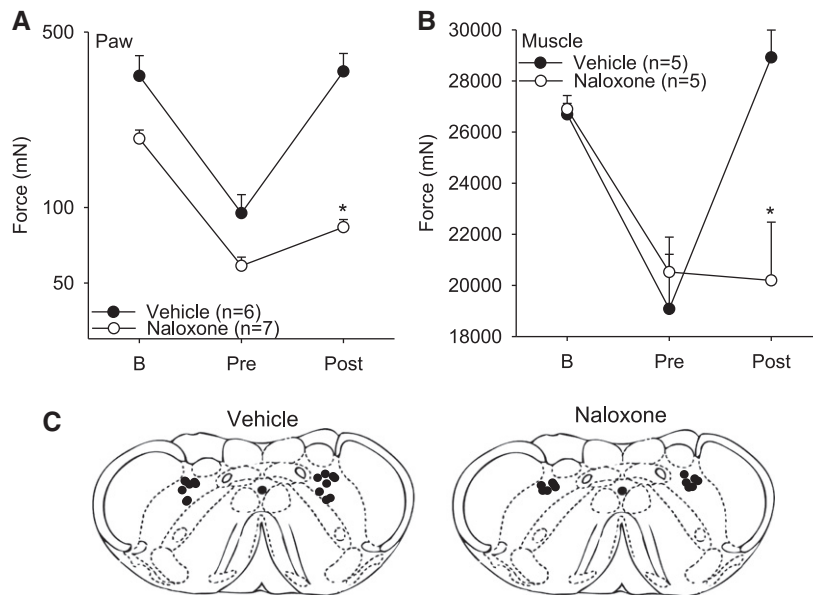 A
Paw
500
100
50
Force (mN)
Vehicle (n=6)
Naloxone (n=7)
B
Pre
Post
*
B
Muscle
Vehicle (n=5)
Naloxone (n=5)
30000
28000
26000
24000
22000
20000
18000
Force (mN)
*
B
Pre
Post
C
Vehicle
Naloxone